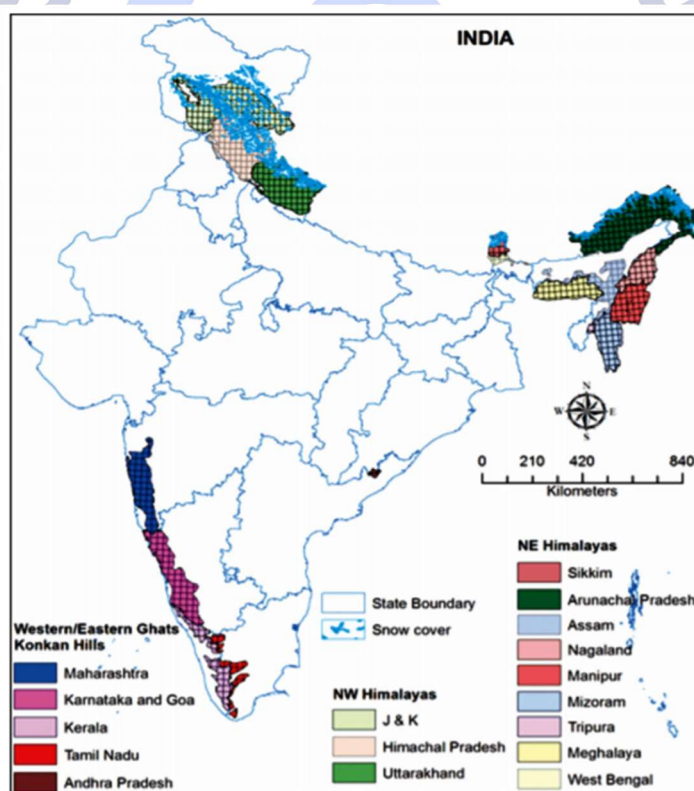 INDIA
N
W E
S
0 210 420 840
Kilometers
Western/Eastern Ghats
Konkan Hills
Maharashtra
Karnataka and Goa
Kerala
Tamil Nadu
Andhra Pradesh
State Boundary
Snow cover
NW Himalayas
J & K
Himachal Pradesh
Uttarakhand
NE Himalayas
Sikkim
Arunachal Pradesh
Assam
Nagaland
Manipur
Mizoram
Tripura
Meghalaya
West Bengal